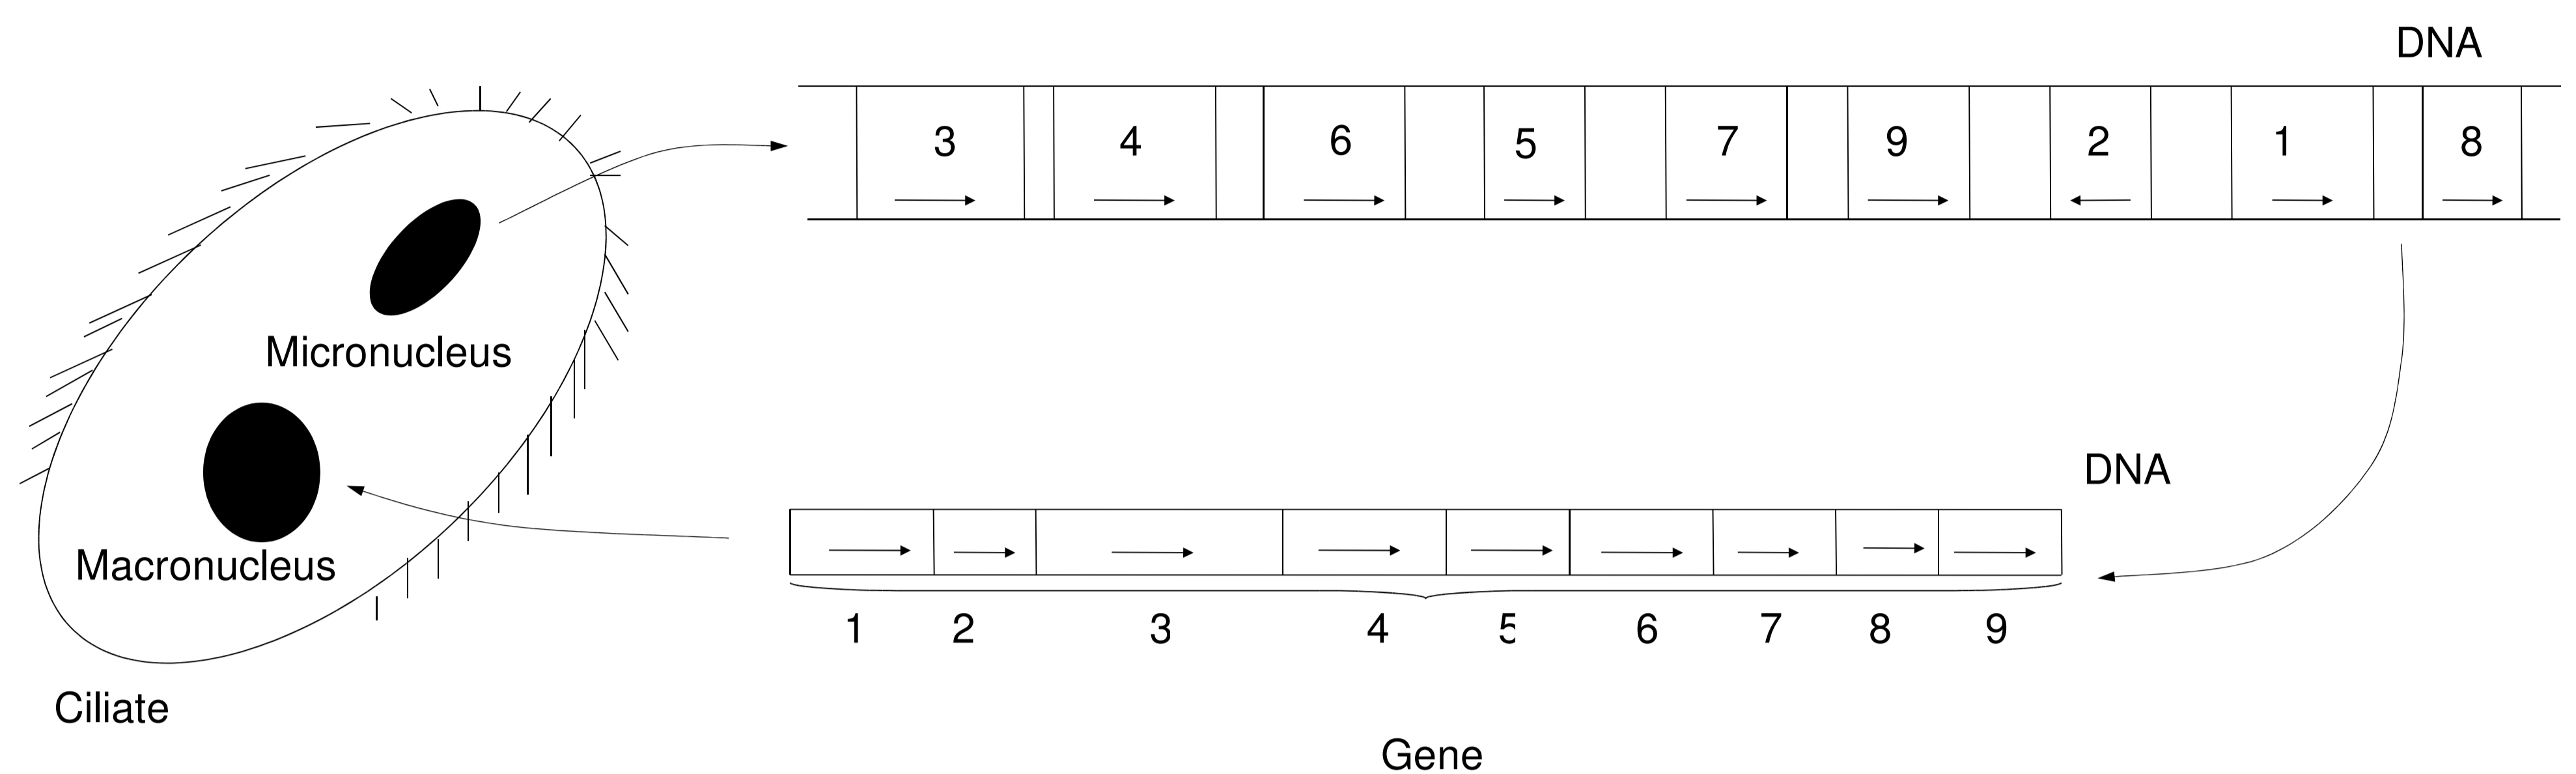 DNA
3 4 6 5 7 9 2 1 8
Micronucleus
DNA
Macronucleus
1 2 3 4 5 6 7 8 9
Ciliate
Gene